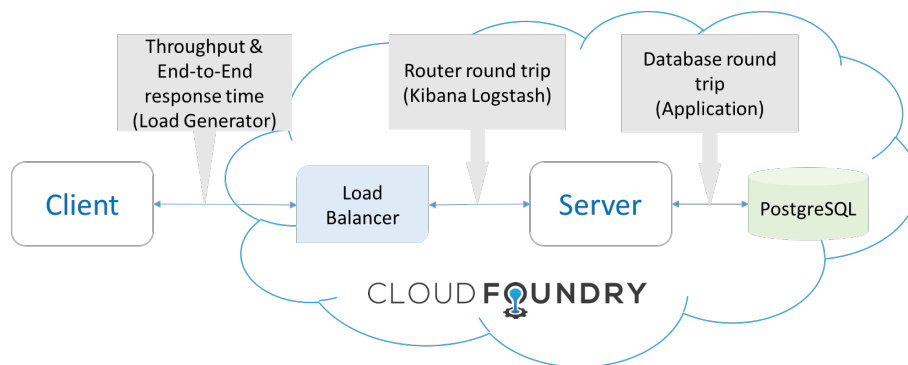 Throughput &
End-to-End
response time
(Load Generator)
Router round trip
(Kibana Logstash)
Database round
trip
(Application)
Client
Load
Balancer
Server
PostgreSQL
CLOUD FOUNDRY